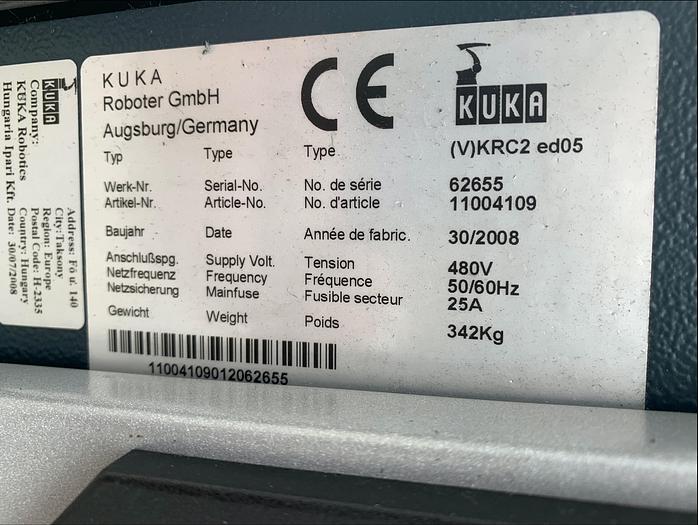 KUKA
Company:
KUKA Robotics
Hungaria Ipari Kft.
Address: Fö u. 140
City:Taksony
Region: Europe
Postal Code: H-2335
Country: Hungary
Date: 30/07/2008
KUKA
Roboter GmbH
Augsburg/Germany
CE
KUKA
Typ Type Type (V)KRC2 ed05
Werk-Nr. Serial-No. No. de série 62655
Artikel-Nr. Article-No. No. d'article 11004109
Baujahr Date Année de fabric. 30/2008
Anschlußspg. Supply Volt. Tension 480V
Netzfrequenz Frequency Fréquence 50/60Hz
Netzsicherung Mainfuse Fusible secteur 25A
Gewicht Weight Poids 342Kg
11004109012062655